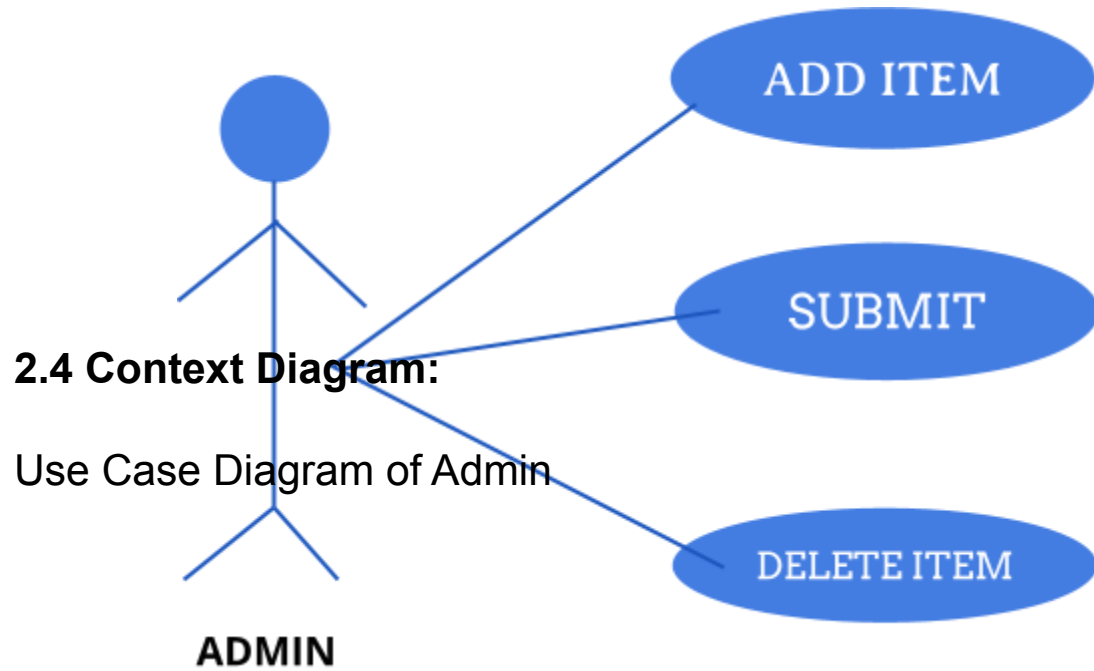 ADD ITEM
SUBMIT
2.4 Context Diagram:
Use Case Diagram of Admin
DELETE ITEM
ADMIN